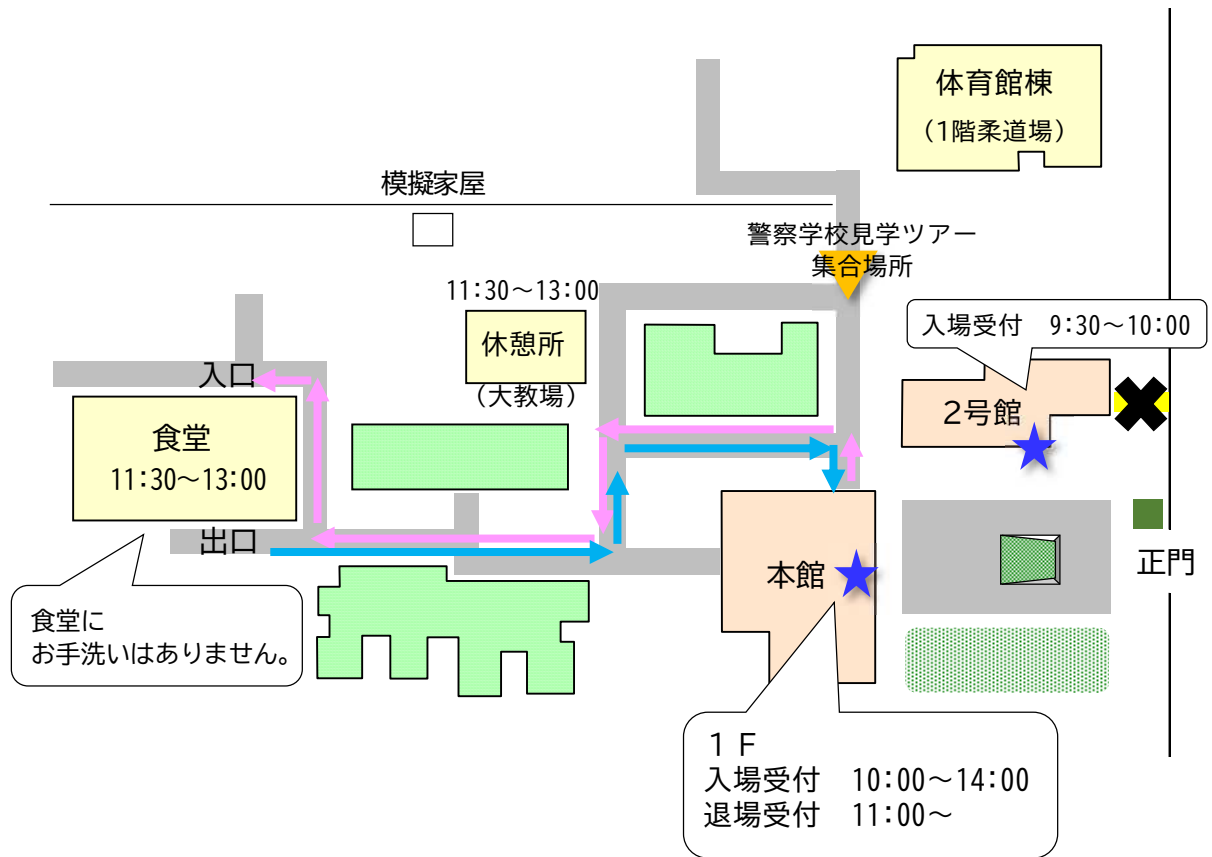 体育館棟
(1階柔道場)
模擬家屋
警察学校見学ツアー
集合場所
11:30～13:00
休憩所
(大教場)
入場受付　9:30～10:00
2号館
入口
食堂
11:30～13:00
出口
正門
本館
食堂に
お手洗いはありません。
１Ｆ
入場受付　10:00～14:00
退場受付　11:00～